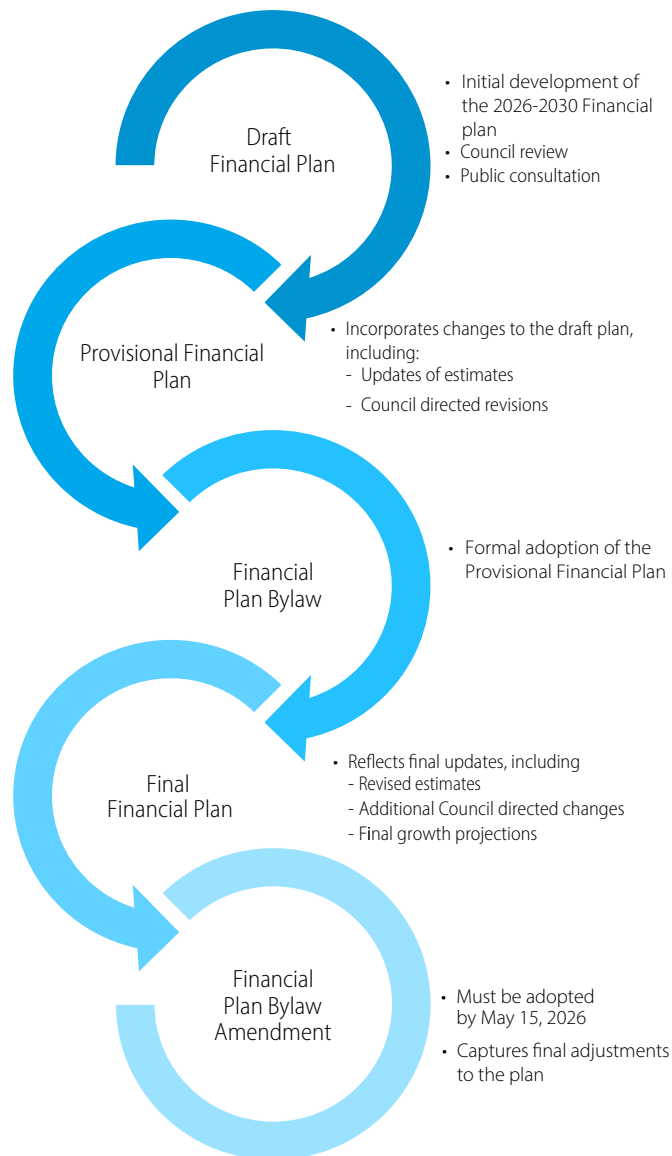 Draft
Financial Plan
• Initial development of
the 2026-2030 Financial
plan
• Council review
• Public consultation
Provisional Financial
Plan
• Incorporates changes to the draft plan,
including:
- Updates of estimates
- Council directed revisions
Financial
Plan Bylaw
• Formal adoption of the
Provisional Financial Plan
Final
Financial Plan
• Reflects final updates, including
- Revised estimates
- Additional Council directed changes
- Final growth projections
Financial
Plan Bylaw
Amendment
• Must be adopted
by May 15, 2026
• Captures final adjustments
to the plan